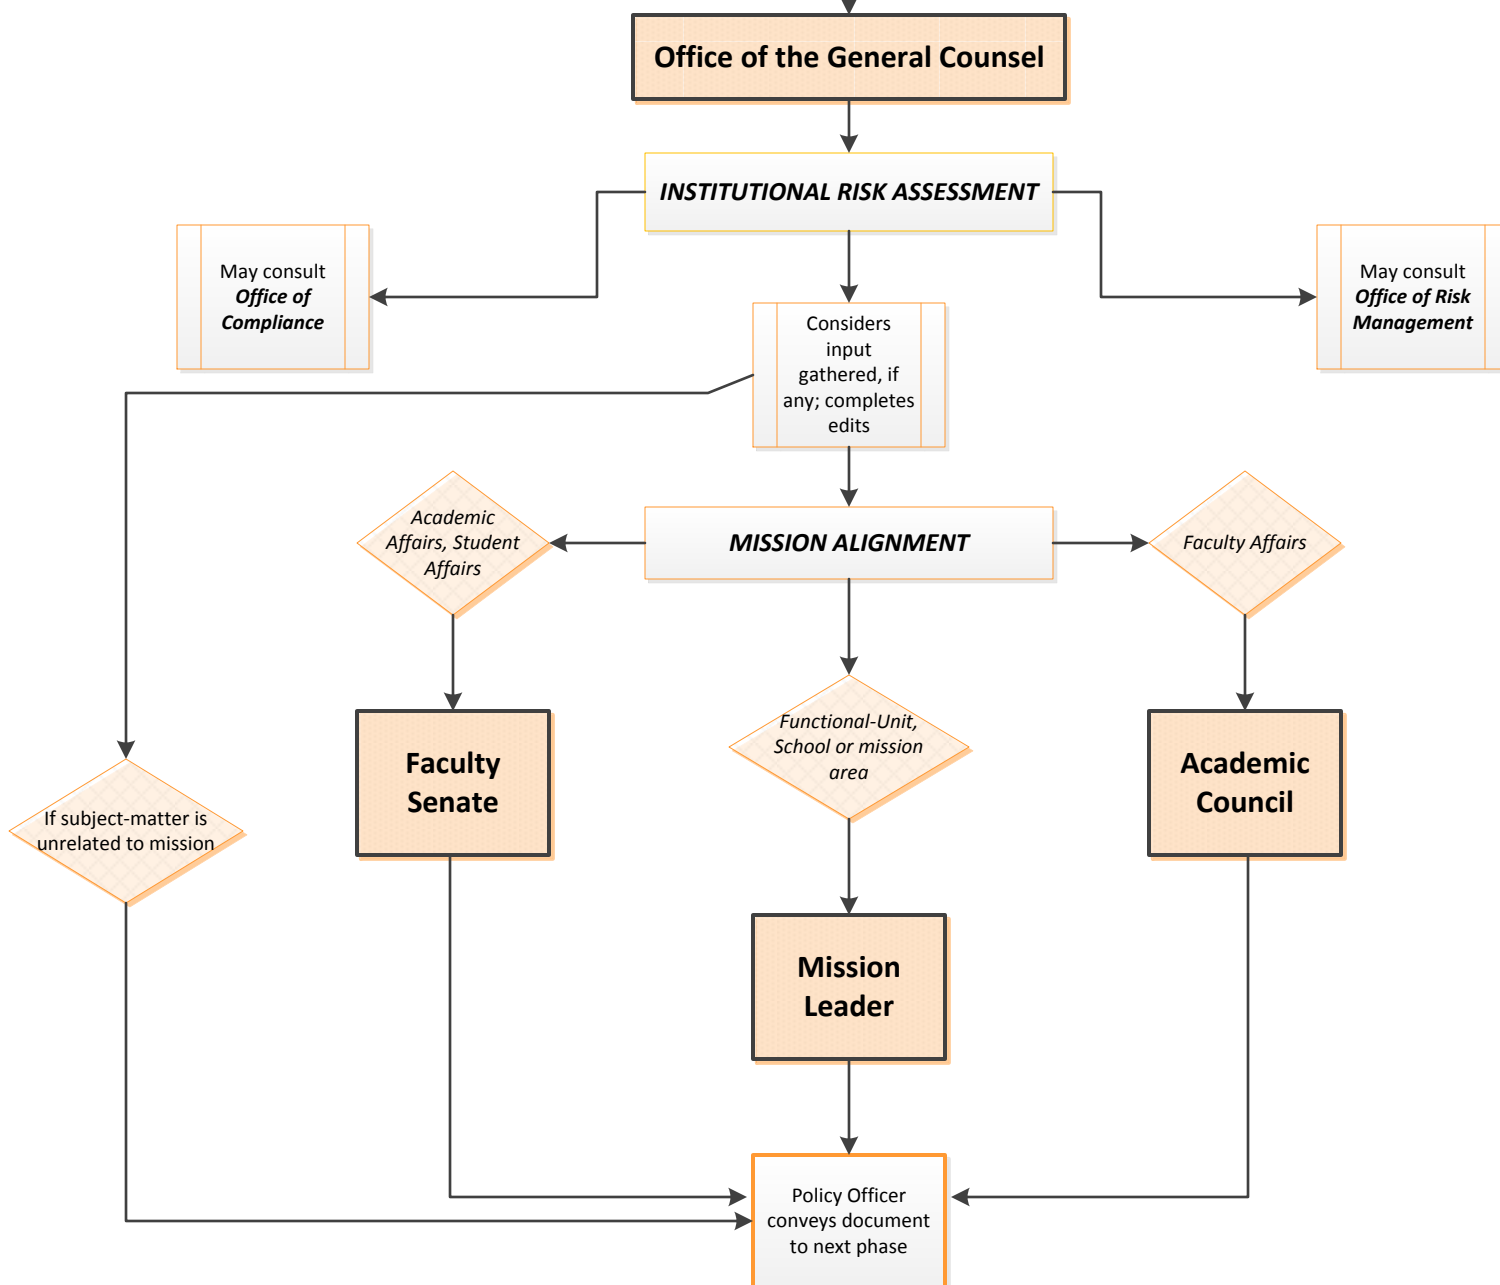 Office of the General Counsel
INSTITUTIONAL RISK ASSESSMENT
May consult
Office of
Compliance
May consult
Office of Risk
Management
Considers
input
gathered, if
any; completes
edits
Academic
Affairs, Student
Affairs
MISSION ALIGNMENT
Faculty Affairs
Functional-Unit,
School or mission
area
Faculty
Senate
Academic
Council
If subject-matter is
unrelated to mission
Mission
Leader
Policy Officer
conveys document
to next phase